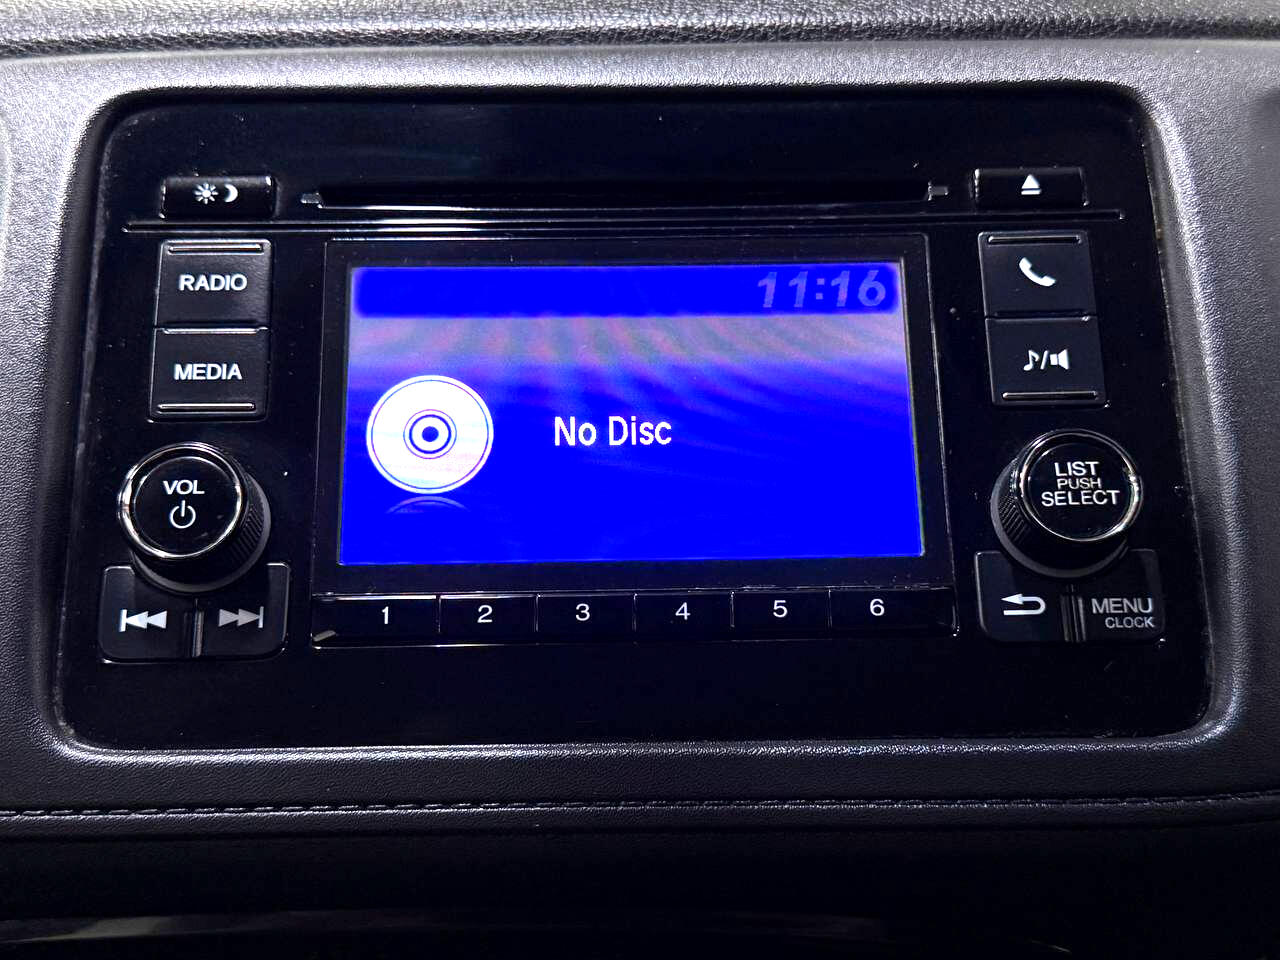 RADIO
MEDIA
VOL
11:16
No Disc
1 2 3 4 5 6
LIST
PUSH
SELECT
MENU
CLOCK